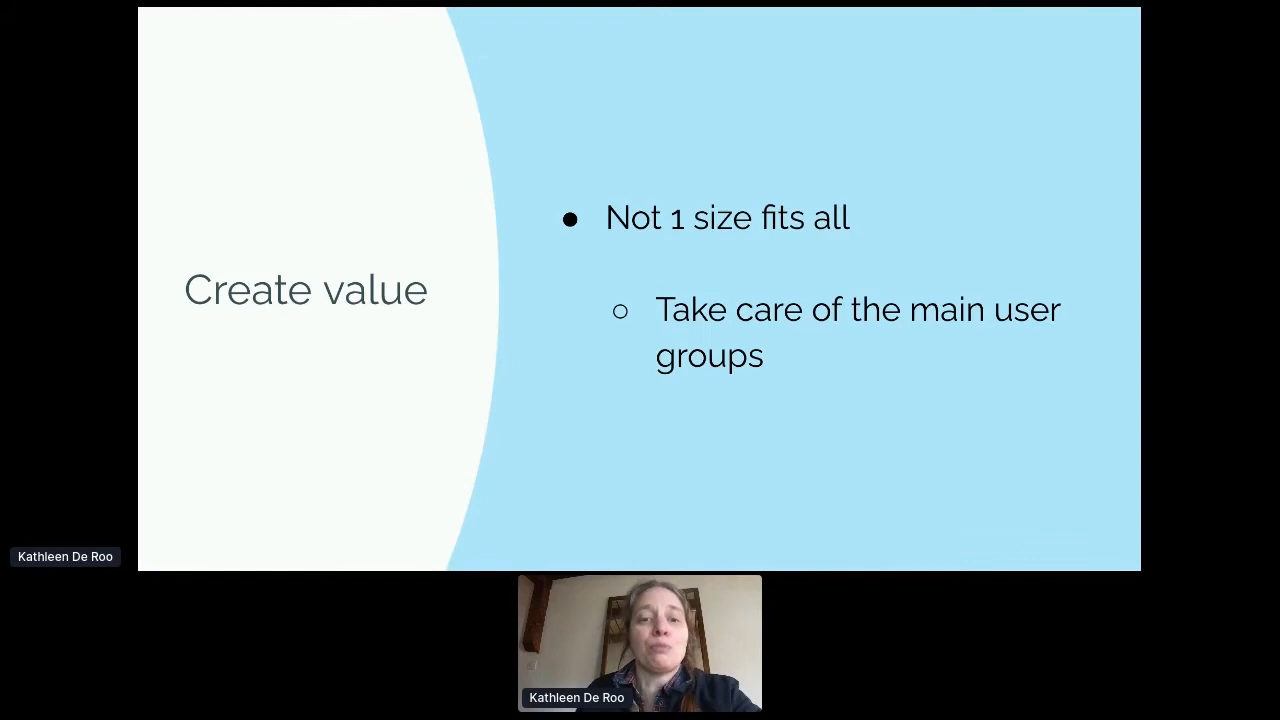 Create value
● Not 1 size fits all
○ Take care of the main user
groups
Kathleen De Roo
Kathleen De Roo